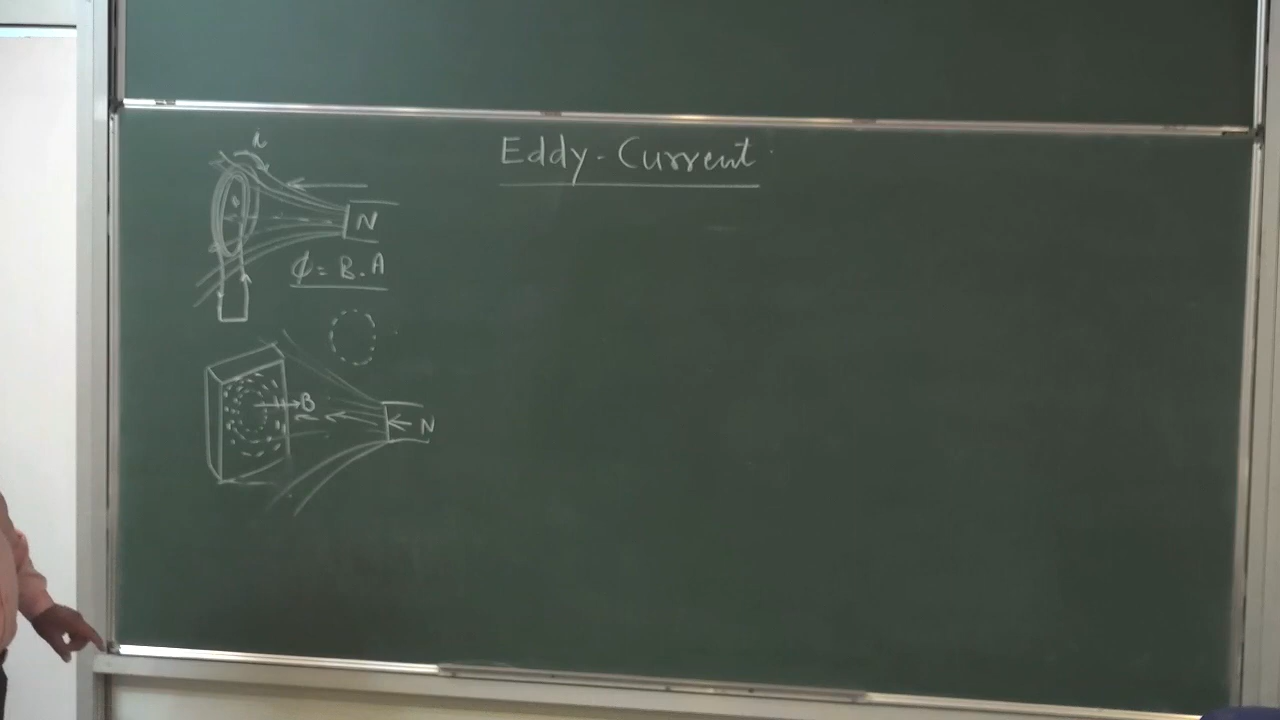 Eddy-Current
i
N
ϕ = B.A
B
N